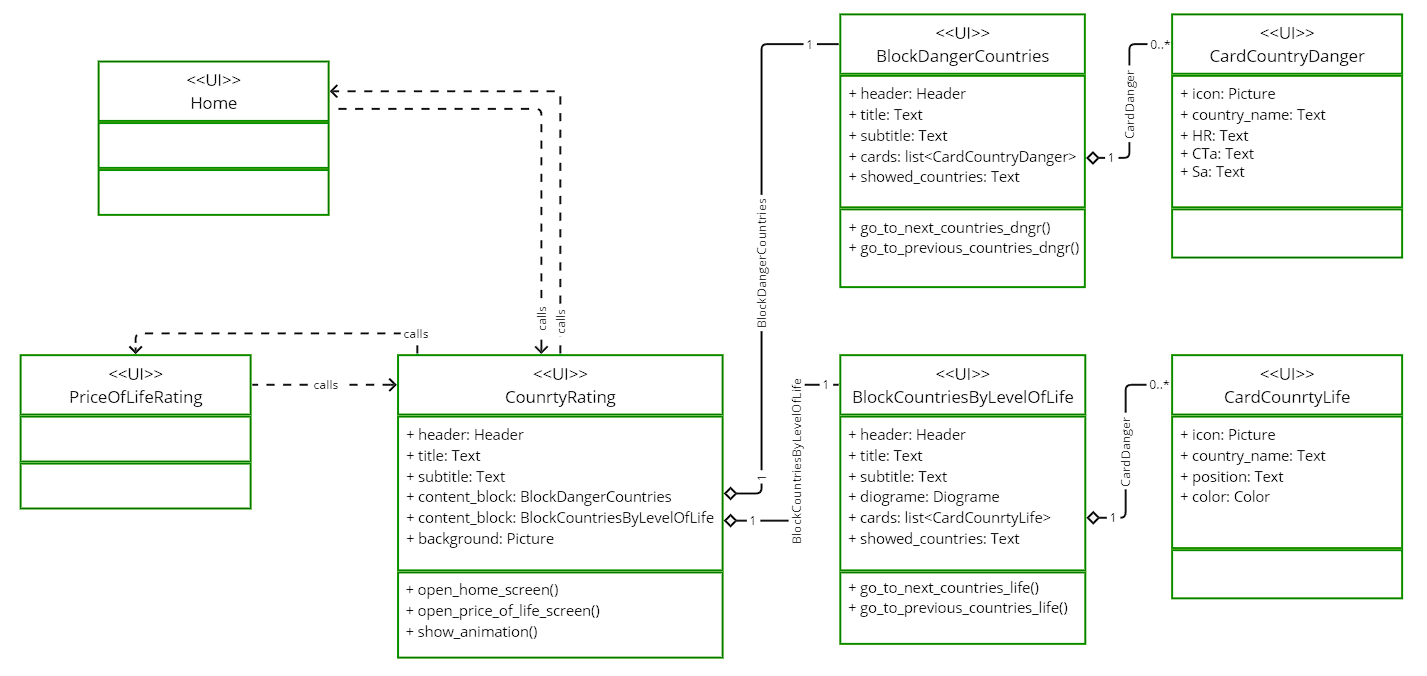 <<UI>>
Home
<<UI>>
BlockDangerCountries
+ header: Header
+ title: Text
+ subtitle: Text
+ cards: list<CardCountryDanger>
+ showed_countries: Text
+ go_to_next_countries_dngr()
+ go_to_previous_countries_dngr()
<<UI>>
CardCountryDanger
+ icon: Picture
+ country_name: Text
+ HR: Text
+ CTa: Text
+ Sa: Text
1
BlockDangerCountries
1
1
CardDanger
0..*
calls
calls
calls
calls
<<UI>>
PriceOfLifeRating
<<UI>>
CounrtyRating
+ header: Header
+ title: Text
+ subtitle: Text
+ content_block: BlockDangerCountries
+ content_block: BlockCountriesByLevelOfLife
+ background: Picture
+ open_home_screen()
+ open_price_of_life_screen()
+ show_animation()
1
BlockCountriesByLevelOfLife
1
<<UI>>
BlockCountriesByLevelOfLife
+ header: Header
+ title: Text
+ subtitle: Text
+ diograme: Diograme
+ cards: list<CardCounrtyLife>
+ showed_countries: Text
+ go_to_next_countries_life()
+ go_to_previous_countries_life()
1
CardDanger
0..*
<<UI>>
CardCounrtyLife
+ icon: Picture
+ country_name: Text
+ position: Text
+ color: Color